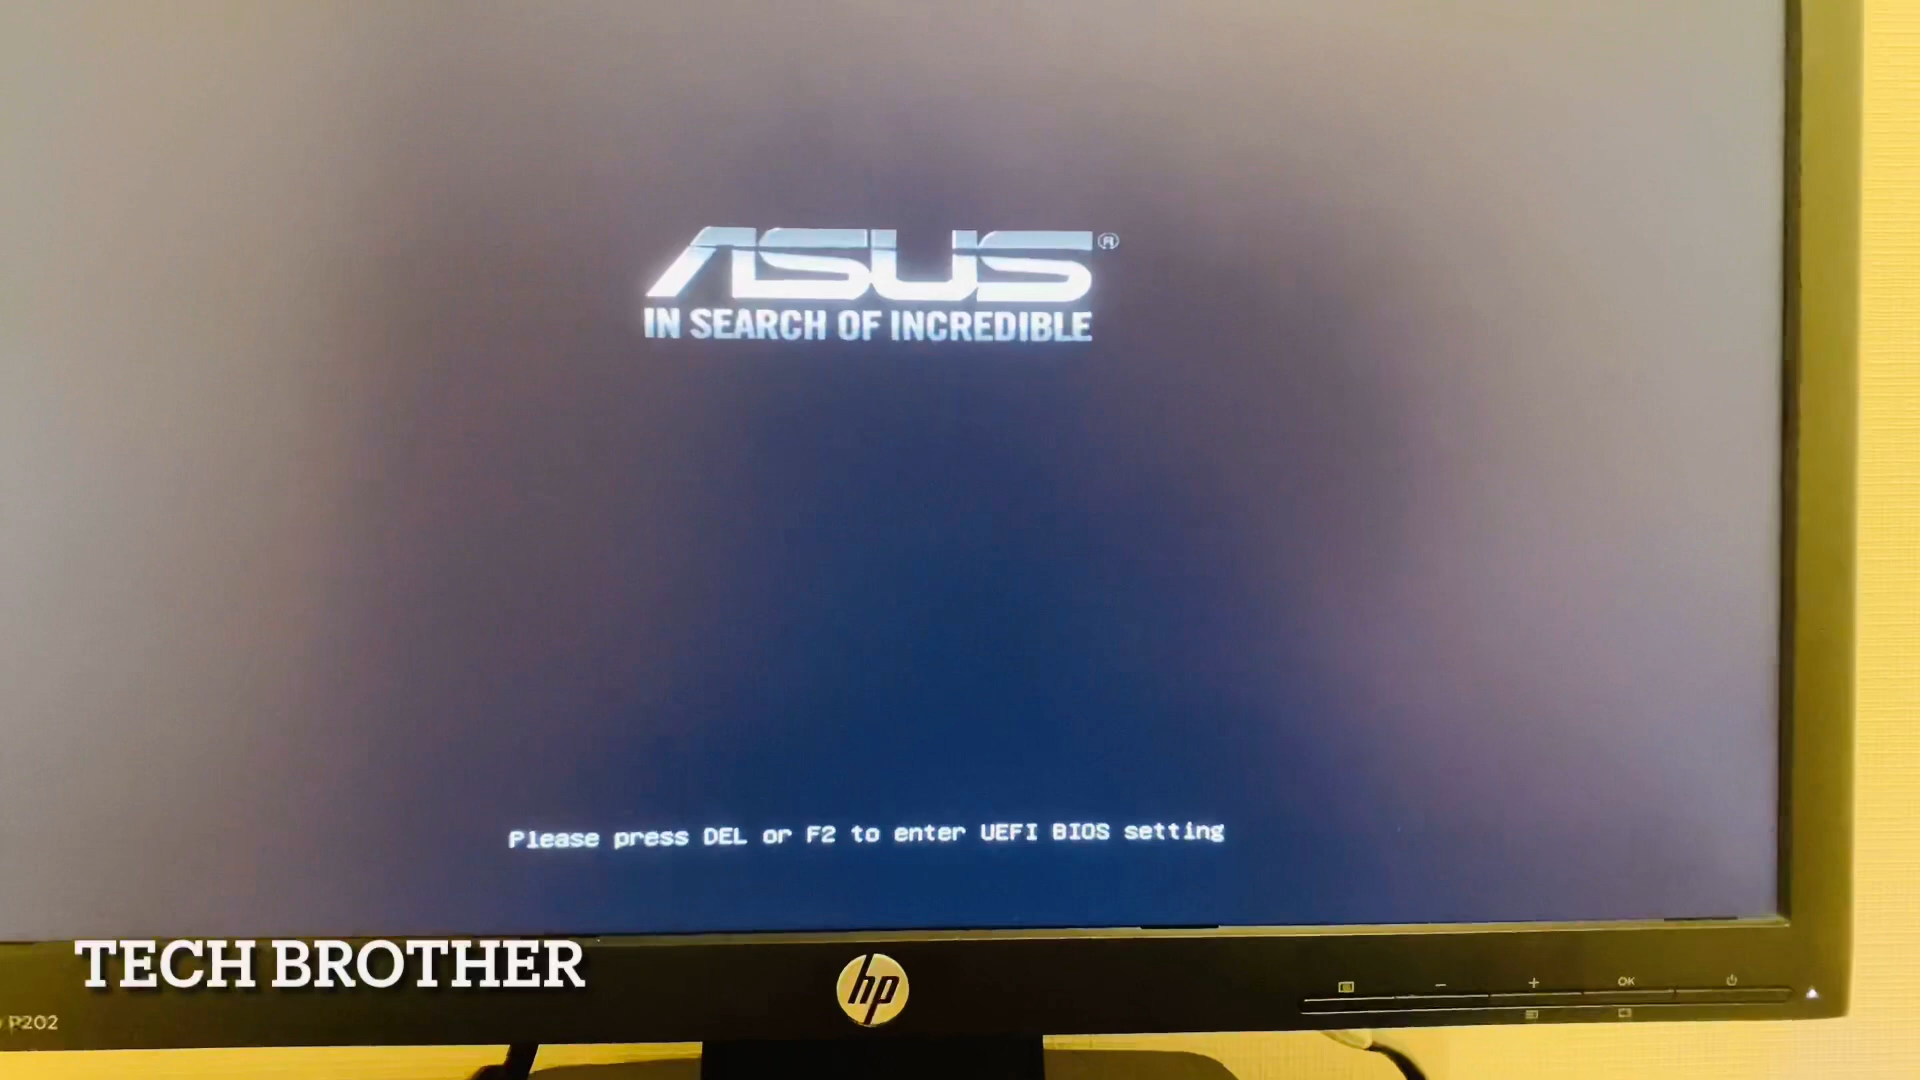 ASUS®
IN SEARCH OF INCREDIBLE
Please press DEL or F2 to enter UEFI BIOS setting
TECH BROTHER
hp
- + OK
P202